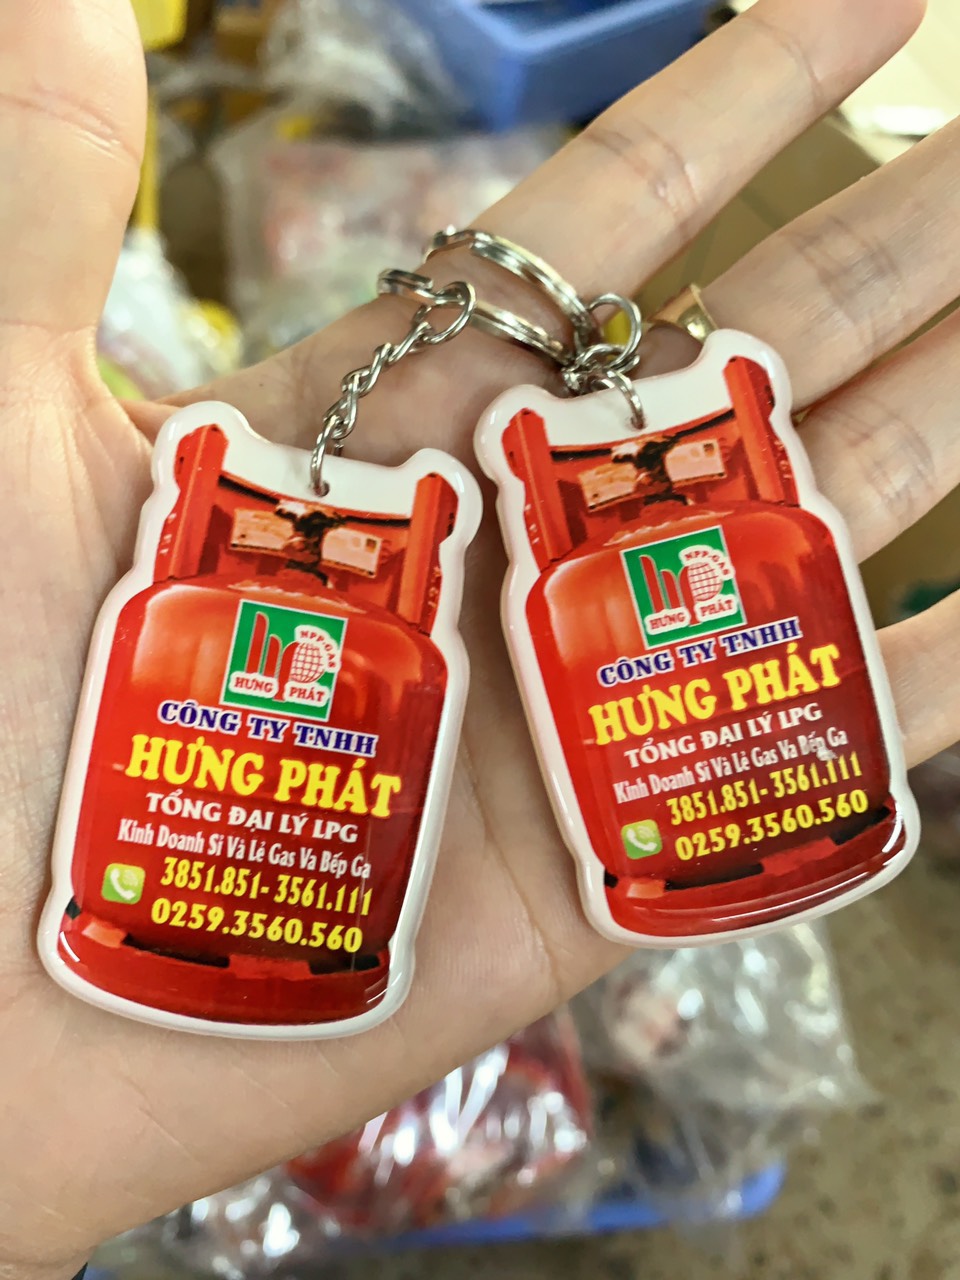 NPP-GAS
HƯNG PHÁT
CÔNG TY TNHH
HƯNG PHÁT
TỔNG ĐẠI LÝ LPG
Kinh Doanh Sỉ Và Lẻ Gas Va Bếp Ga
3851.851- 3561.111
0259.3560.560
NPP-GAS
HƯNG PHÁT
CÔNG TY TNHH
HƯNG PHÁT
TỔNG ĐẠI LÝ LPG
Kinh Doanh Sỉ Và Lẻ Gas Va Bếp Ga
3851.851- 3561.111
0259.3560.560